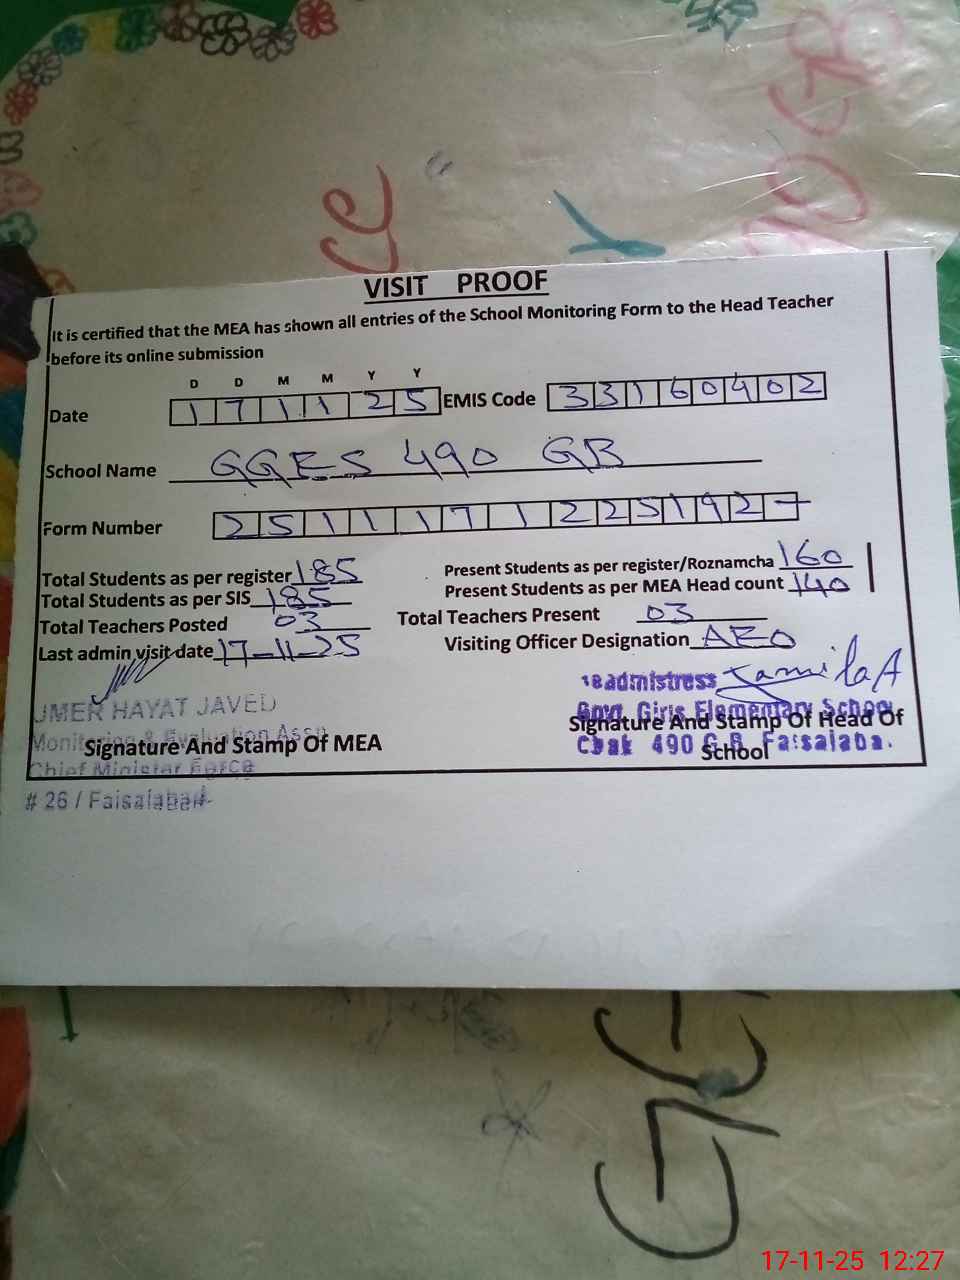 VISIT PROOF
It is certified that the MEA has shown all entries of the School Monitoring Form to the Head Teacher
before its online submission
D D M M Y Y
Date 1 7 1 1 2 5 EMIS Code 3 3 1 6 0 4 0 2
School Name GGES 490 GB
Form Number 2 5 1 1 1 7 1 2 2 5 1 9 2
Total Students as per register 185 Present Students as per register/Roznamcha 160
Total Students as per SIS 185 Present Students as per MEA Head count 140
Total Teachers Posted 03 Total Teachers Present 03
Last admin visit date 17-11-25 Visiting Officer Designation AEO
UMER HAYAT JAVED
Monitoring & Evaluation Asst
Signature And Stamp Of MEA
Chief Minister Force
# 26 / Faisalabad
eadmistress Jamila A
Govt. Girls Elementary School
Signature And Stamp Of Head Of
Chak 490 G.B. Faisalaba.
School
17-11-25 12:27